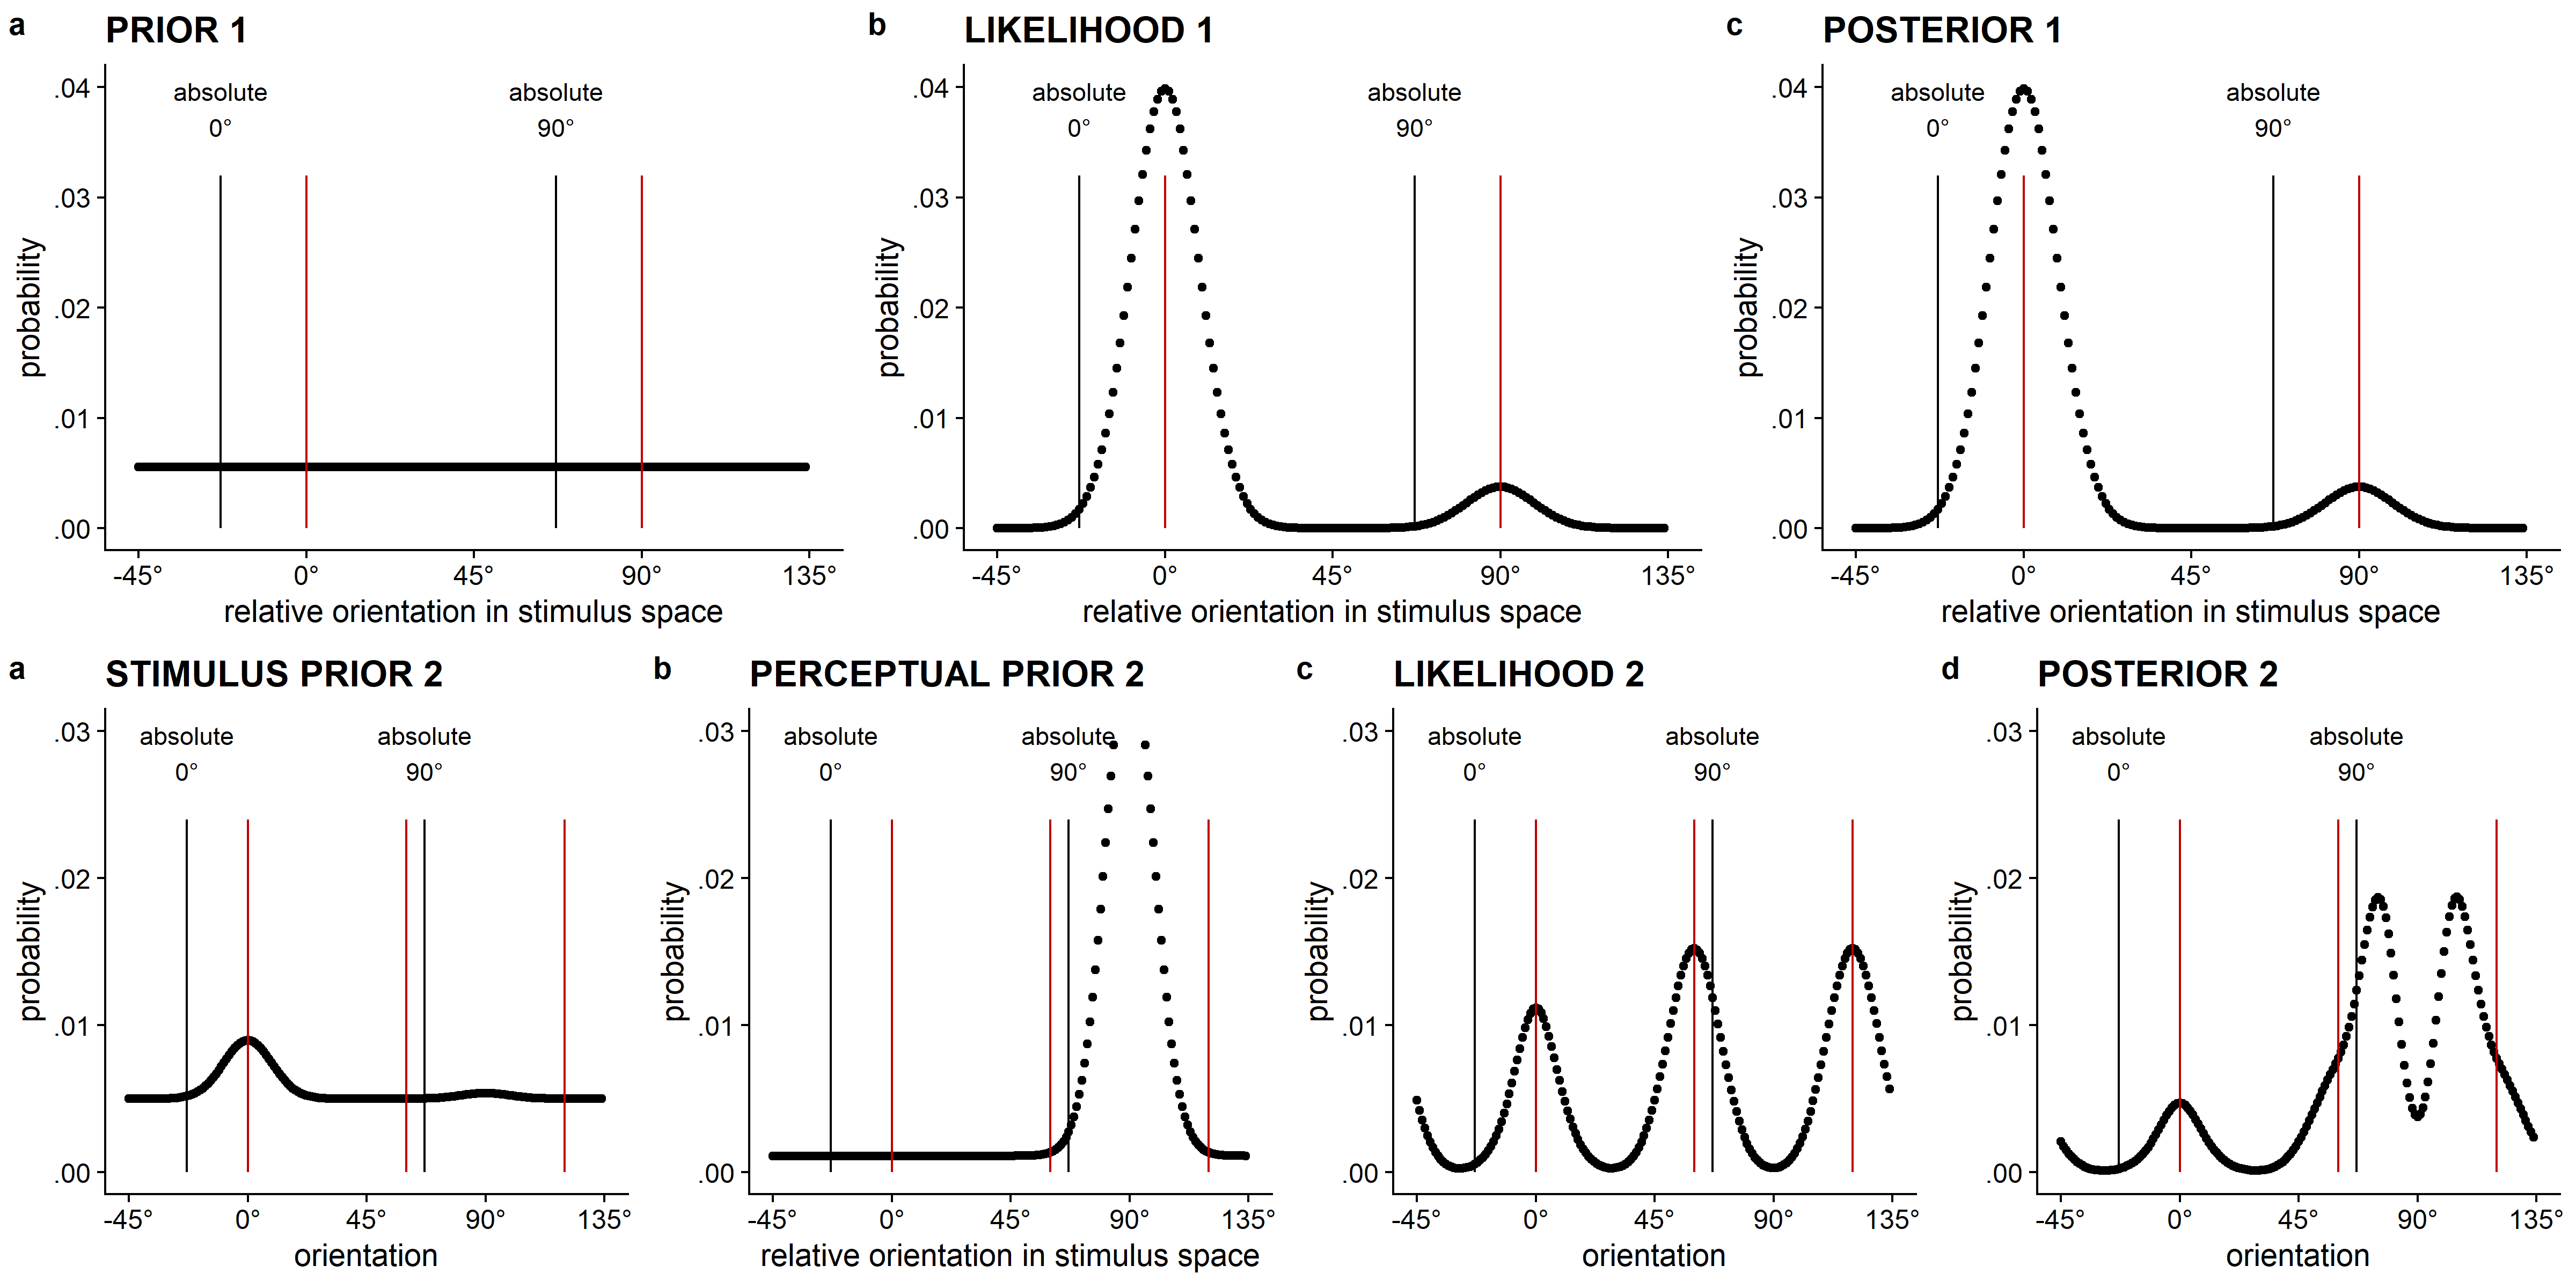 a PRIOR 1
absolute absolute
0° 90°
.04
.03
.02
.01
.00
probability
-45° 0° 45° 90° 135°
relative orientation in stimulus space
b LIKELIHOOD 1
absolute absolute
0° 90°
.04
.03
.02
.01
.00
probability
-45° 0° 45° 90° 135°
relative orientation in stimulus space
c POSTERIOR 1
absolute absolute
0° 90°
.04
.03
.02
.01
.00
probability
-45° 0° 45° 90° 135°
relative orientation in stimulus space
a STIMULUS PRIOR 2
absolute absolute
0° 90°
.03
.02
.01
.00
probability
-45° 0° 45° 90° 135°
orientation
b PERCEPTUAL PRIOR 2
absolute absolute
0° 90°
.03
.02
.01
.00
probability
-45° 0° 45° 90° 135°
relative orientation in stimulus space
c LIKELIHOOD 2
absolute absolute
0° 90°
.03
.02
.01
.00
probability
-45° 0° 45° 90° 135°
orientation
d POSTERIOR 2
absolute absolute
0° 90°
.03
.02
.01
.00
probability
-45° 0° 45° 90° 135°
orientation